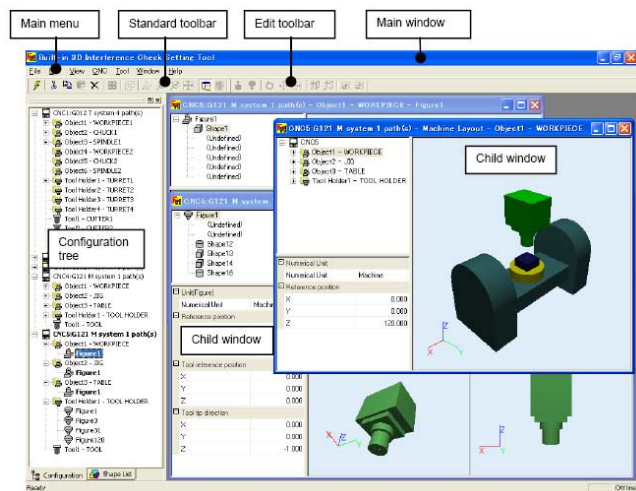 Main menu
Standard toolbar
Edit toolbar
Main window
Built-in 3D Interference Check Setting Tool
File View CNC Tool Window Help
CNC1:G012 T system 4 path(s)
Object1 - WORKPIECE1
Object2 - CHUCK1
Object3 - SPINDLE1
Object4 - WORKPIECE2
Object5 - CHUCK2
Object6 - SPINDLE2
Tool Holder1 - TURRET1
Tool Holder2 - TURRET2
Tool Holder3 - TURRET3
Tool Holder4 - TURRET4
Tool1 - CUTTER1
Configuration tree
CNC4:G121 M system 1 path(s)
Object1 - WORKPIECE
Object2 - JIG
Object3 - TABLE
Tool Holder1 - TOOL HOLDER
Tool1 - TOOL
CNC5:G121 M system 1 path(s)
Object1 - WORKPIECE
Figure1
Object2 - JIG
Figure1
Object3 - TABLE
Figure1
Tool Holder1 - TOOL HOLDER
Figure1
Figure3
Tool1 - TOOL
Configuration Shape List
Ready
Offline
CNC5:G121 M system 1 path(s) - Object1 - WORKPIECE - Figure1
Figure1
Shape1
(Undefined)
(Undefined)
(Undefined)
(Undefined)
CNC5:G121 M system
Figure1
(Undefined)
(Undefined)
Shape12
Shape13
Shape14
Shape16
Unit(Figure)
Numerical Unit
Reference position
Child window
Tool reference position
X 0.000
Y 0.000
Z 0.000
Tool tip direction
X 0.000
Y 0.000
Z -1.000
CNC5:G121 M system 1 path(s) - Machine Layout - Object1 - WORKPIECE
CNC5
Object1 - WORKPIECE
Object2 - JIG
Object3 - TABLE
Tool Holder1 - TOOL HOLDER
Child window
Numerical Unit
Numerical Unit Machine
Reference position
X 0.000
Y 0.000
Z 120.000
Z
X Y
Z
X Y
Z
X